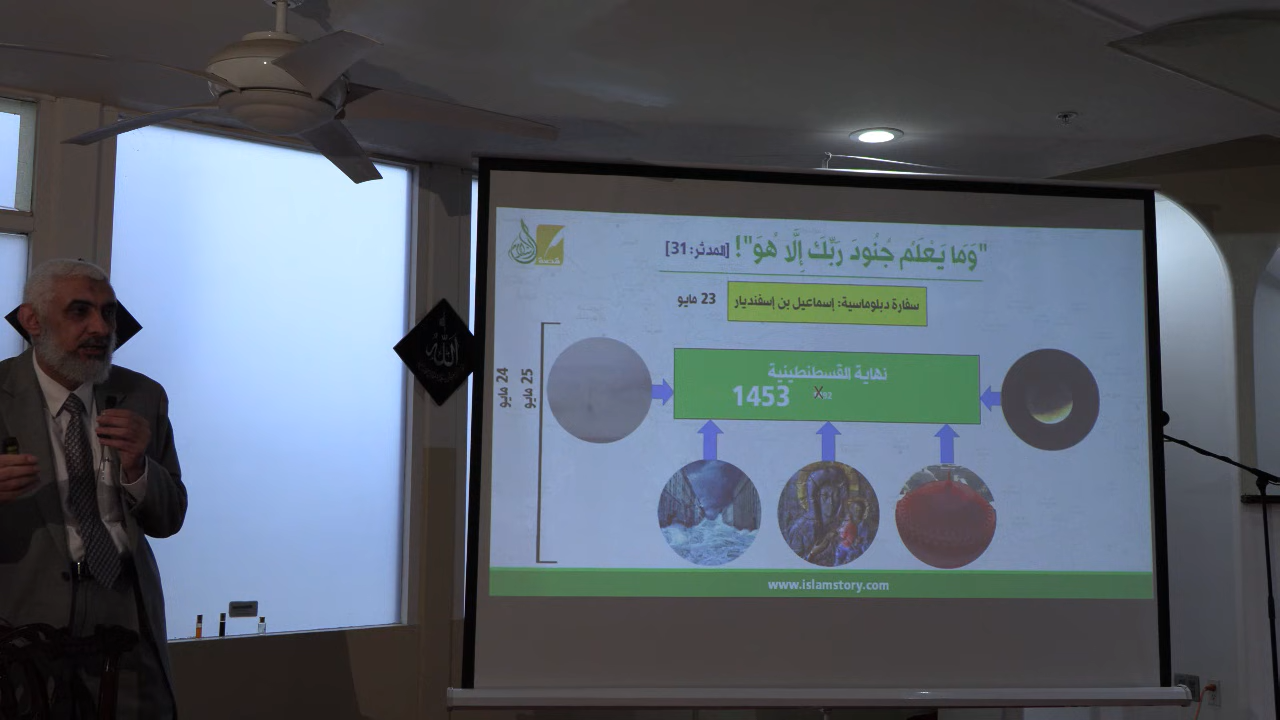 "وَمَا يَعْلَمُ جُنُودَ رَبِّكَ إِلَّا هُوَ"! [المدثر: 31]
سفارة دبلوماسية: إسماعيل بن إسفنديار
23 مايو
24 مايو
25 مايو
نهاية القسطنطينية
1453
www.islamstory.com
الله